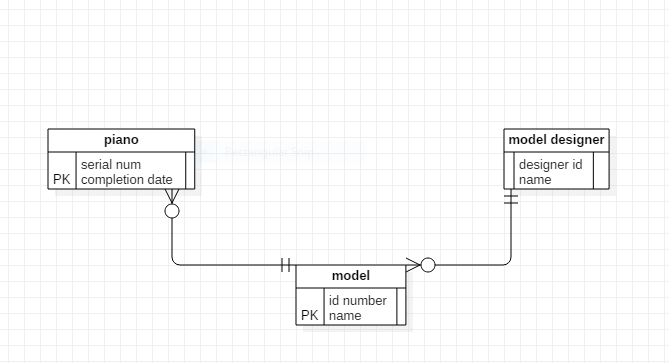 piano
serial num
PK completion date
model designer
designer id
name
model
id number
PK name